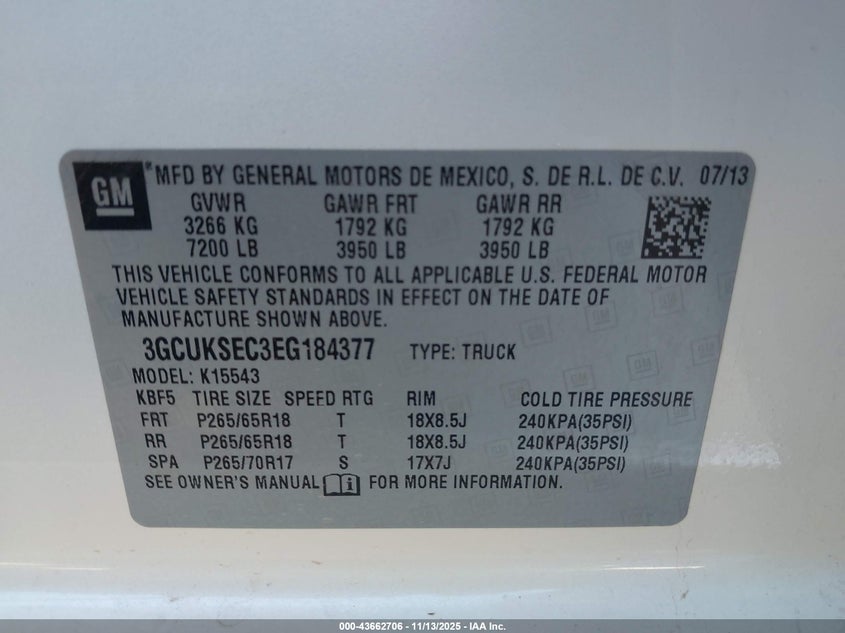 GM
MFD BY GENERAL MOTORS DE MEXICO, S. DE R.L. DE C.V. 07/13
GVWR GAWR FRT GAWR RR
3266 KG 1792 KG 1792 KG
7200 LB 3950 LB 3950 LB
THIS VEHICLE CONFORMS TO ALL APPLICABLE U.S. FEDERAL MOTOR
VEHICLE SAFETY STANDARDS IN EFFECT ON THE DATE OF
MANUFACTURE SHOWN ABOVE.
3GCUKSEC3EG184377 TYPE: TRUCK
MODEL: K15543
KBF5 TIRE SIZE SPEED RTG RIM COLD TIRE PRESSURE
FRT P265/65R18 T 18X8.5J 240KPA(35PSI)
RR P265/65R18 T 18X8.5J 240KPA(35PSI)
SPA P265/70R17 S 17X7J 240KPA(35PSI)
SEE OWNER'S MANUAL i FOR MORE INFORMATION.
000-43662706 - 11/13/2025 - IAA Inc.